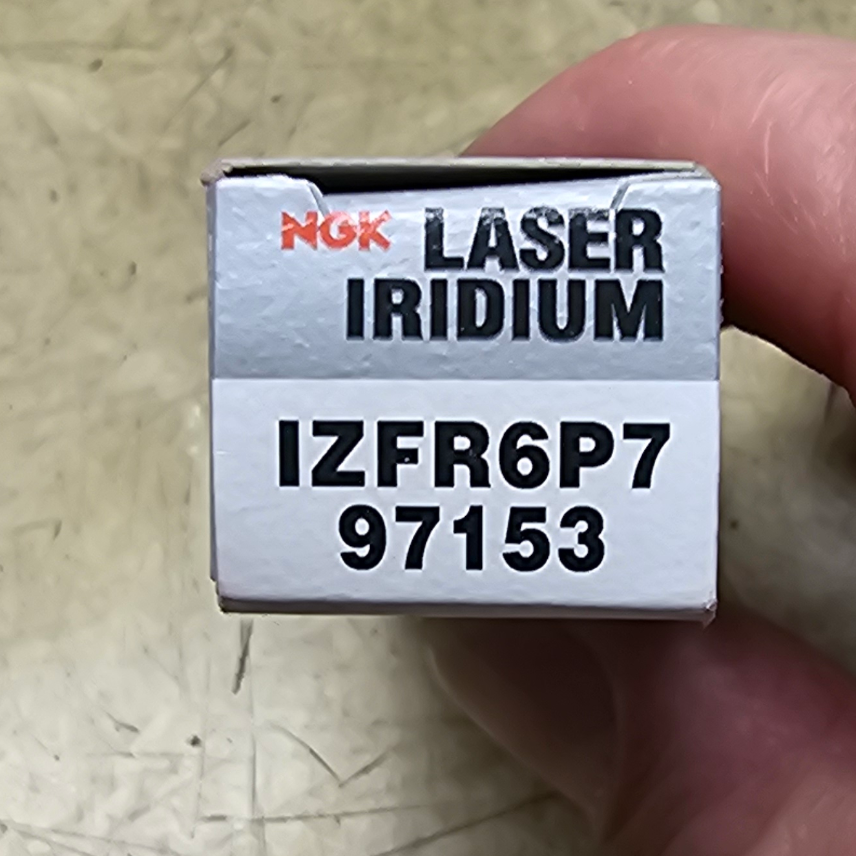 NGK LASER
IRIDIUM
IZFR6P7
97153